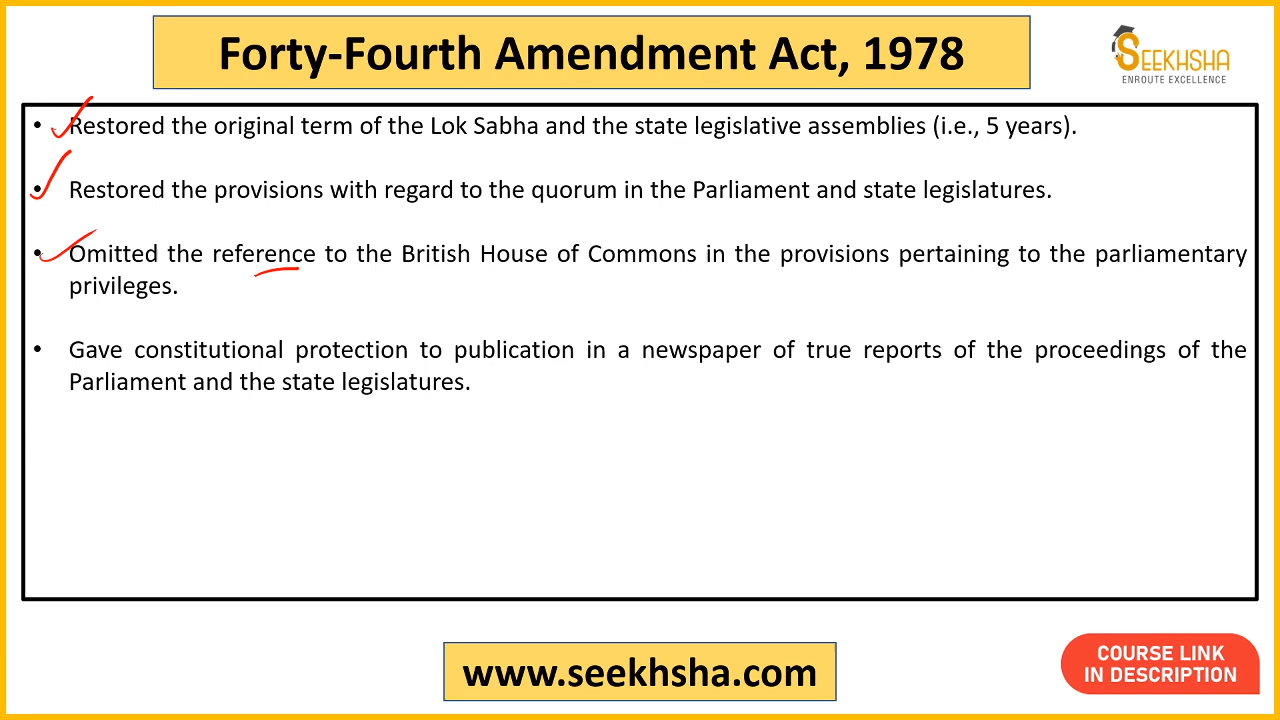 Forty-Fourth Amendment Act, 1978
SEEKHSHA
ENROUTE EXCELLENCE
• Restored the original term of the Lok Sabha and the state legislative assemblies (i.e., 5 years).
• Restored the provisions with regard to the quorum in the Parliament and state legislatures.
• Omitted the reference to the British House of Commons in the provisions pertaining to the parliamentary
privileges.
• Gave constitutional protection to publication in a newspaper of true reports of the proceedings of the
Parliament and the state legislatures.
www.seekhsha.com
COURSE LINK
IN DESCRIPTION